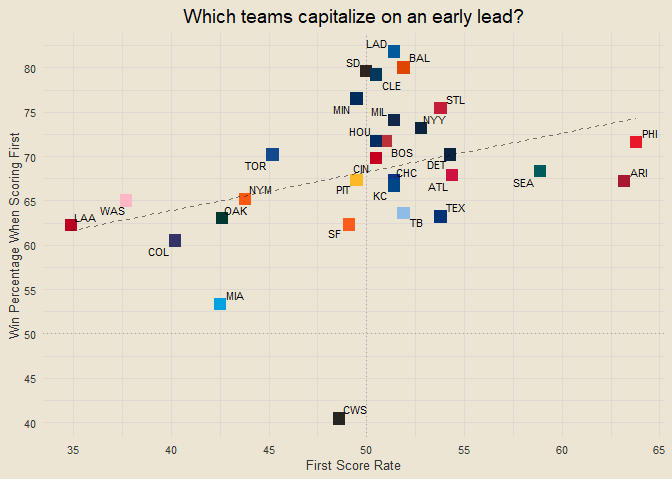 Which teams capitalize on an early lead?
LAD
BAL
SD
80
CLE
STL
MIN
MIL
75
NYY
HOU
PHI
BOS
70
TOR
DET
CIN
CHC
ARI
SEA
ATL
PIT
KC
NYM
65
WAS
OAK
LAA
TEX
TB
SF
60
COL
55
MIA
50
45
CWS
40
Win Percentage When Scoring First
35 40 45 50 55 60 65
First Score Rate